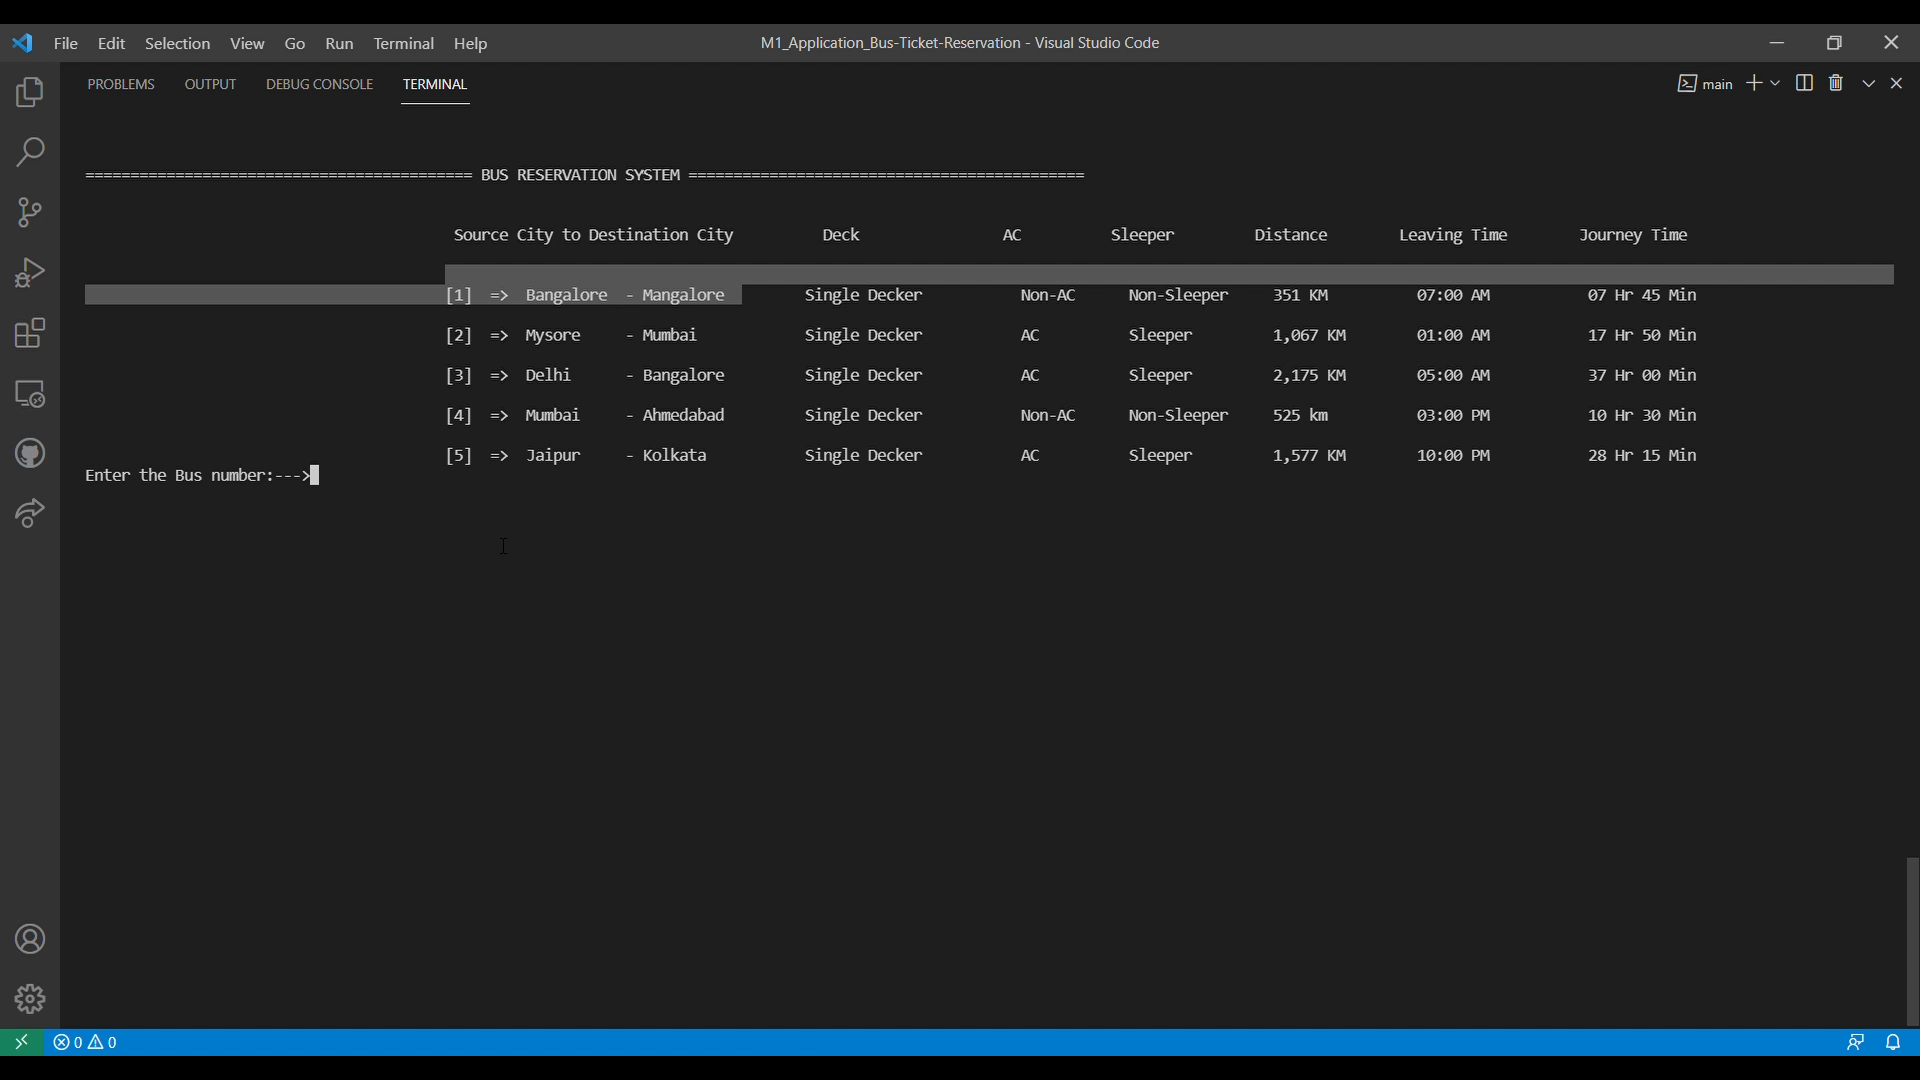 File Edit Selection View Go Run Terminal Help M1_Application_Bus-Ticket-Reservation - Visual Studio Code
PROBLEMS OUTPUT DEBUG CONSOLE TERMINAL main
=========================================== BUS RESERVATION SYSTEM ============================================
Source City to Destination City Deck AC Sleeper Distance Leaving Time Journey Time
[1] => Bangalore - Mangalore Single Decker Non-AC Non-Sleeper 351 KM 07:00 AM 07 Hr 45 Min
[2] => Mysore - Mumbai Single Decker AC Sleeper 1,067 KM 01:00 AM 17 Hr 50 Min
[3] => Delhi - Bangalore Single Decker AC Sleeper 2,175 KM 05:00 AM 37 Hr 00 Min
[4] => Mumbai - Ahmedabad Single Decker Non-AC Non-Sleeper 525 km 03:00 PM 10 Hr 30 Min
[5] => Jaipur - Kolkata Single Decker AC Sleeper 1,577 KM 10:00 PM 28 Hr 15 Min
Enter the Bus number:--->
0 0